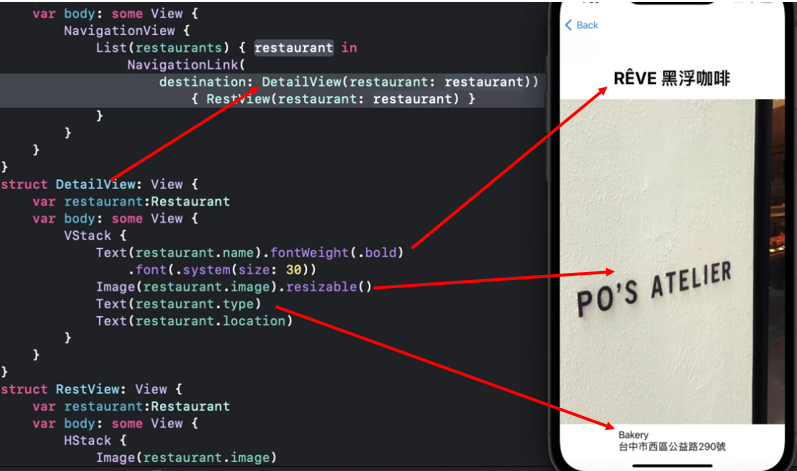 var body: some View {
NavigationView {
List(restaurants) { restaurant in
NavigationLink(
destination: DetailView(restaurant: restaurant))
{ RestView(restaurant: restaurant) }
}
}
}
}
struct DetailView: View {
var restaurant:Restaurant
var body: some View {
VStack {
Text(restaurant.name).fontWeight(.bold)
.font(.system(size: 30))
Image(restaurant.image).resizable()
Text(restaurant.type)
Text(restaurant.location)
}
}
}
struct RestView: View {
var restaurant:Restaurant
var body: some View {
HStack {
Image(restaurant.image)
Back
RÊVE 黑浮咖啡
PO'S ATELIER
Bakery
台中市西區公益路290號